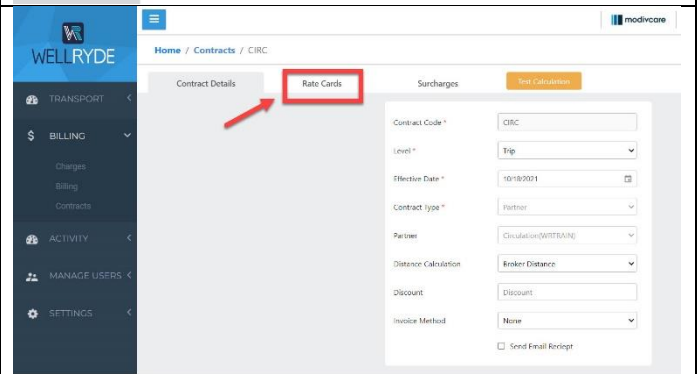 modivcare
WELLRYDE
Home / Contracts / CIRC
Contract Details
Rate Cards
Surcharges
Test Calculation
TRANSPORT
$ BILLING
Charges
Billing
Contracts
ACTIVITY
MANAGE USERS
SETTINGS
Contract Code * CIRC
Level * Trip
Effective Date * 10/18/2021
Contract Type * Partner
Partner Circulation(WRTRAIN)
Distance Calculation Broker Distance
Discount Discount
Invoice Method None
Send Email Reciept